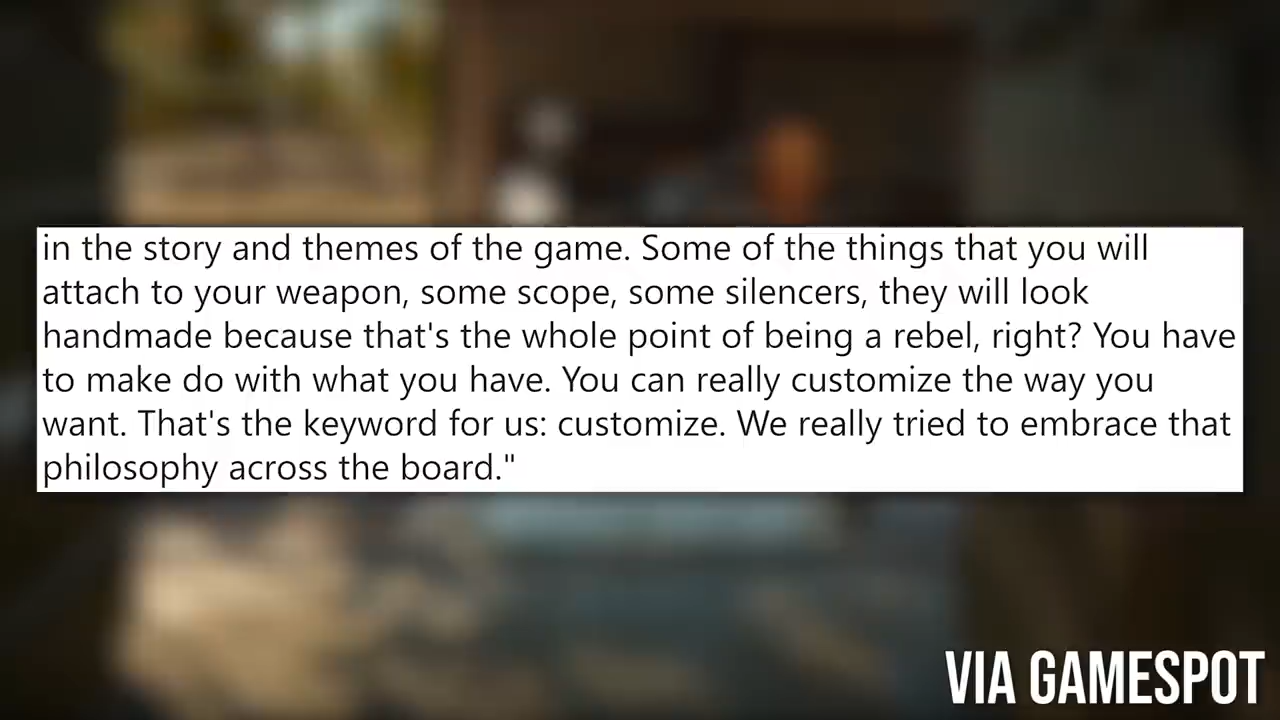 in the story and themes of the game. Some of the things that you will
attach to your weapon, some scope, some silencers, they will look
handmade because that's the whole point of being a rebel, right? You have
to make do with what you have. You can really customize the way you
want. That's the keyword for us: customize. We really tried to embrace that
philosophy across the board."
VIA GAMESPOT